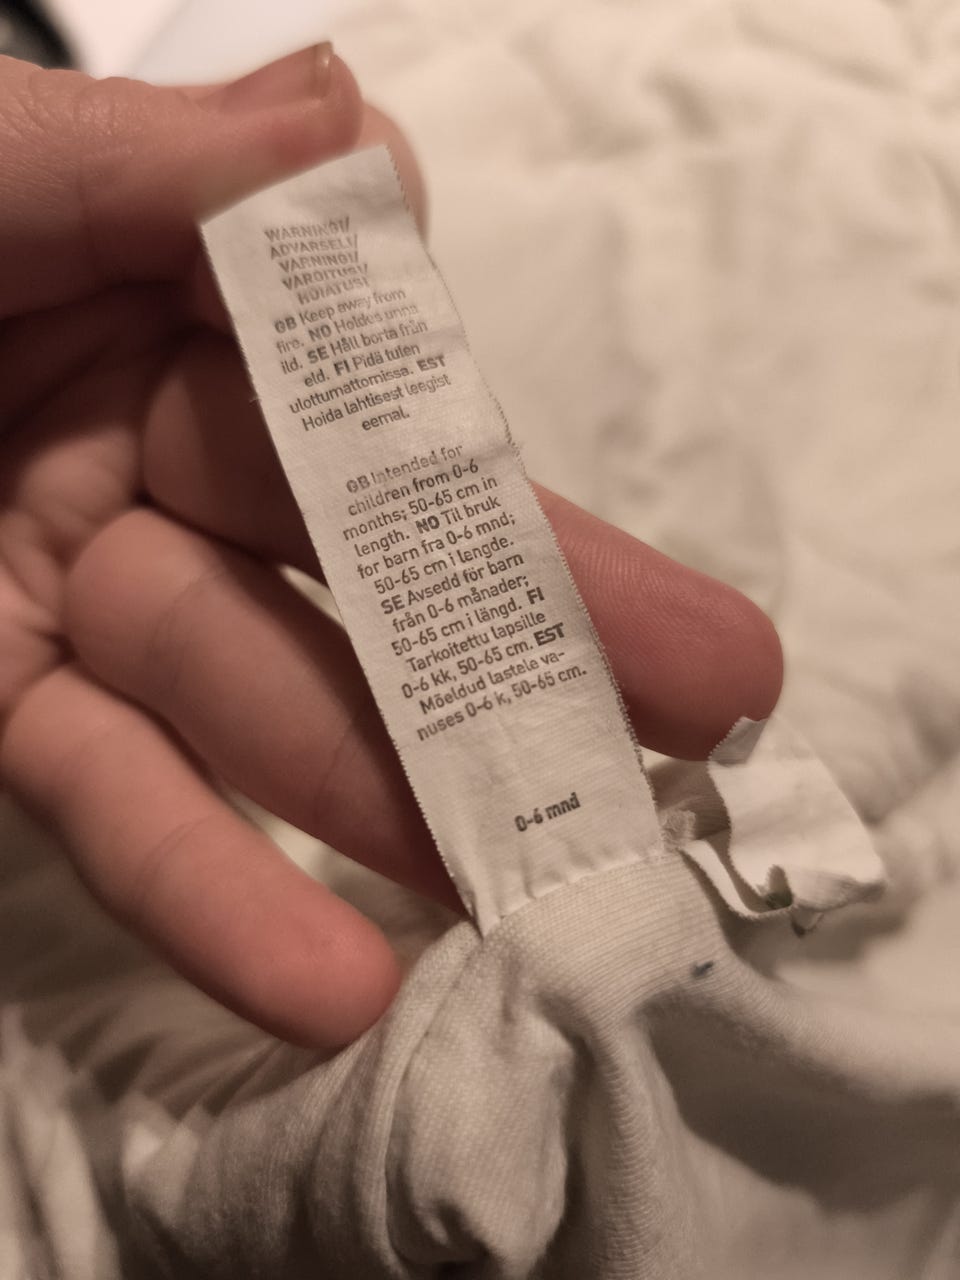 WARNING!/
ADVARSEL!/
VARNING!/
VAROITUS!/
HOIATUS!
GB Keep away from
fire. NO Holdes unna
ild. SE Håll borta från
eld. FI Pidä tulen
ulottumattomissa. EST
Hoida lahtisest leegist
eemal.
GB Intended for
children from 0-6
months; 50-65 cm in
length. NO Til bruk
for barn fra 0-6 mnd;
50-65 cm i lengde.
SE Avsedd för barn
från 0-6 månader;
50-65 cm i längd. FI
Tarkoitettu lapsille
0-6 kk, 50-65 cm. EST
Mõeldud lastele va-
nuses 0-6 k, 50-65 cm.
0-6 mnd